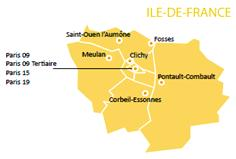 ILE-DE-FRANCE
Saint-Ouen l'Aumône
Fosses
Meulan
Clichy
Paris 09
Paris 09 Tertiaire
Paris 15
Paris 19
Pontault-Combault
Corbeil-Essonnes